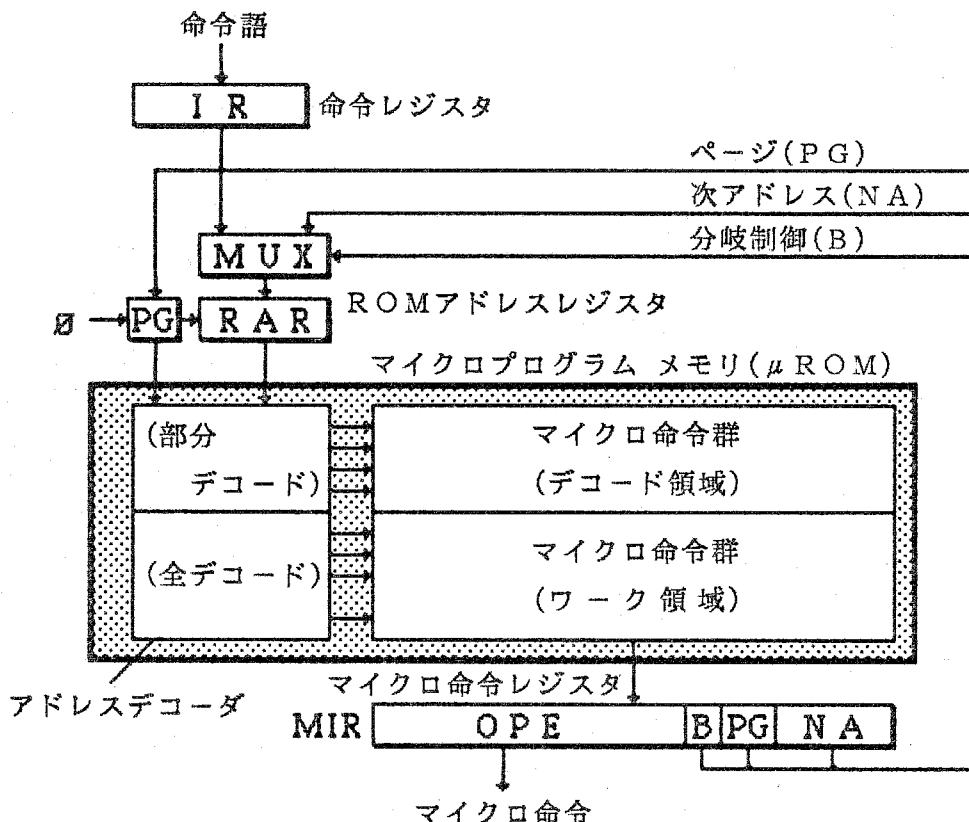 命令語
IR 命令レジスタ
ページ(PG)
次アドレス(NA)
分岐制御(B)
MUX
ROMアドレスレジスタ
Ø PG RAR
マイクロプログラム メモリ(μROM)
(部分
デコード)
マイクロ命令群
(デコード領域)
(全デコード)
マイクロ命令群
(ワーク領域)
マイクロ命令レジスタ
アドレスデコーダ
MIR OPE B PG NA
マイクロ命令